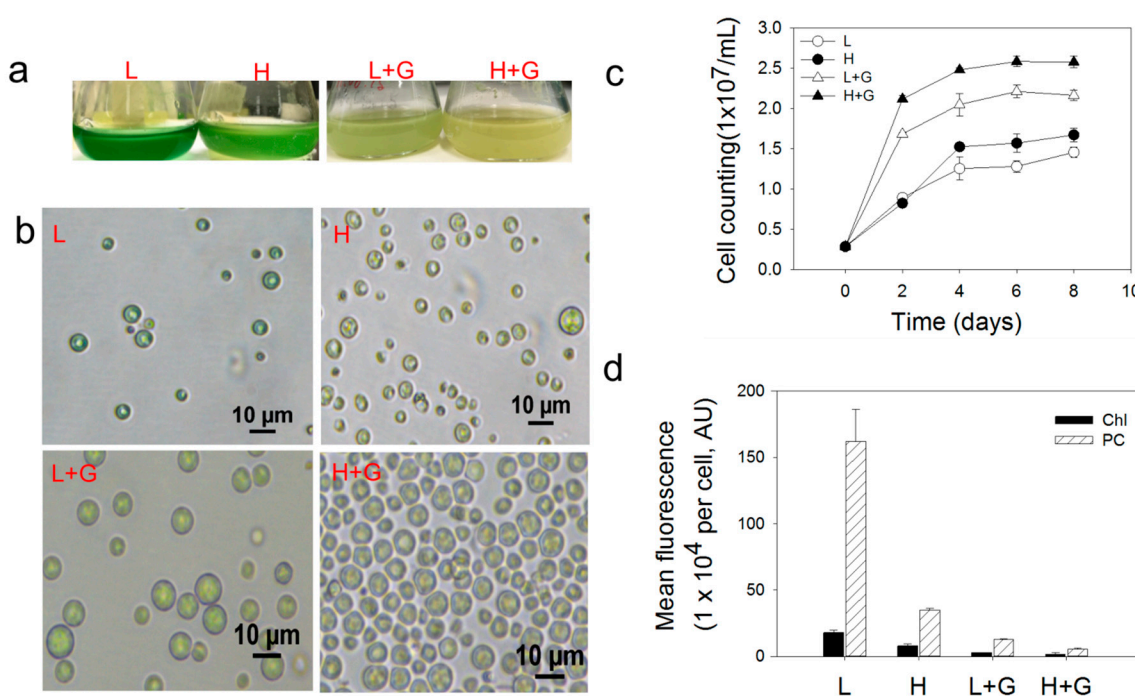 a
L
H
L+G
H+G
b
L
10 µm
H
10 µm
L+G
10 µm
H+G
10 µm
c
Cell counting(1x10⁷/mL)
3.0
2.5
2.0
1.5
1.0
0.5
0.0
L
H
L+G
H+G
0 2 4 6 8 10
Time (days)
d
Mean fluorescence
(1 x 10⁴ per cell, AU)
200
150
100
50
0
Chl
PC
L H L+G H+G